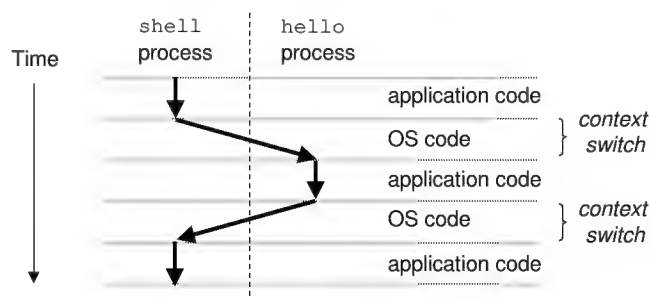 shell
process
hello
process
Time
application code
OS code
context
switch
application code
OS code
context
switch
application code